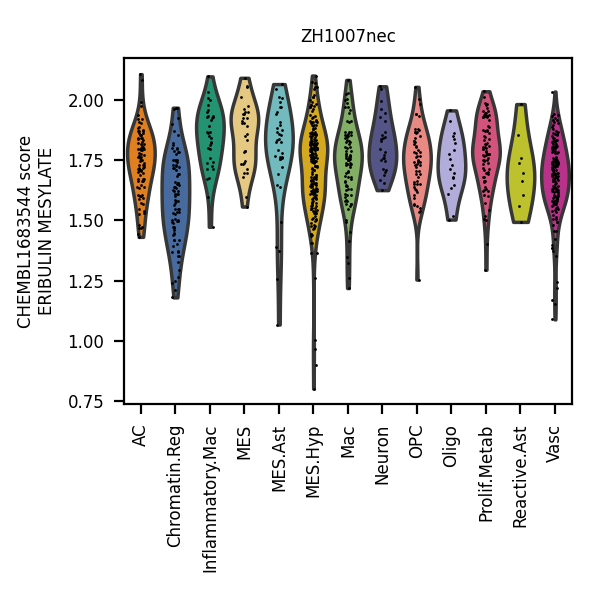 ZH1007nec
CHEMBL1683544 score
ERIBULIN MESYLATE
2.00
1.75
1.50
1.25
1.00
0.75
AC
Chromatin.Reg
Inflammatory.Mac
MES
MES.Ast
MES.Hyp
Mac
Neuron
OPC
Oligo
Prolif.Metab
Reactive.Ast
Vasc